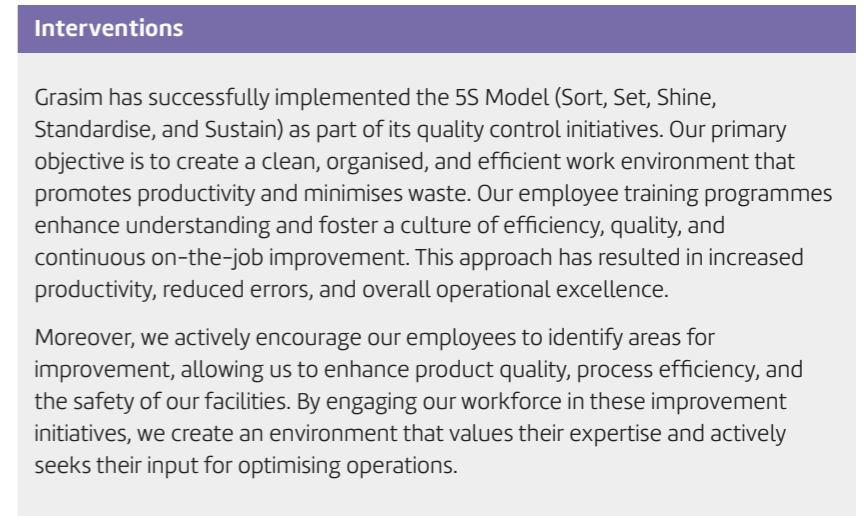 Interventions
Grasim has successfully implemented the 5S Model (Sort, Set, Shine,
Standardise, and Sustain) as part of its quality control initiatives. Our primary
objective is to create a clean, organised, and efficient work environment that
promotes productivity and minimises waste. Our employee training programmes
enhance understanding and foster a culture of efficiency, quality, and
continuous on-the-job improvement. This approach has resulted in increased
productivity, reduced errors, and overall operational excellence.
Moreover, we actively encourage our employees to identify areas for
improvement, allowing us to enhance product quality, process efficiency, and
the safety of our facilities. By engaging our workforce in these improvement
initiatives, we create an environment that values their expertise and actively
seeks their input for optimising operations.